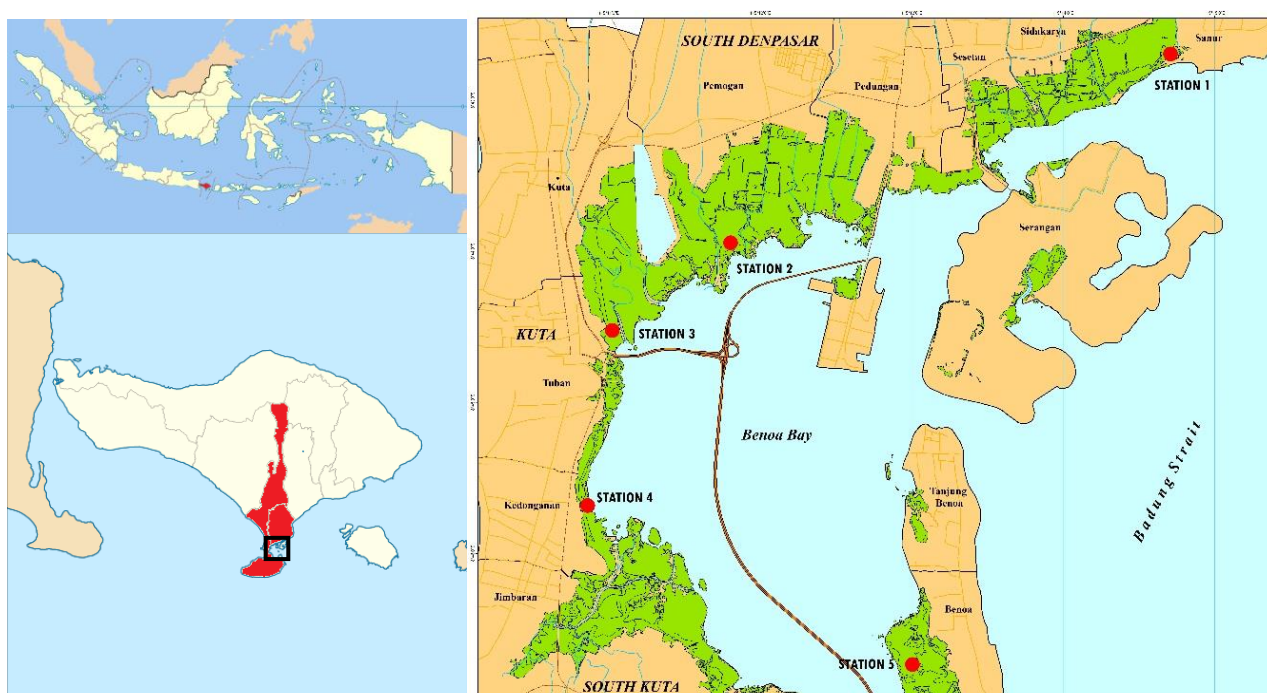 SOUTH DENPASAR
Sidakarya
Sanur
Sesetan
Pemogan
Pedungan
STATION 1
Kuta
Serangan
STATION 2
KUTA
STATION 3
Tuban
Benoa Bay
Badung Strait
Kedonganan
STATION 4
Tanjung
Benoa
Jimbaran
Benoa
STATION 5
SOUTH KUTA